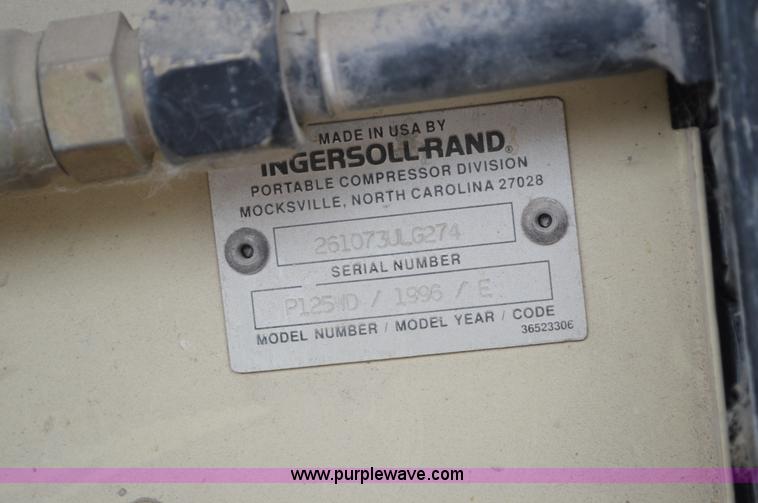 MADE IN USA BY
INGERSOLL-RAND®
PORTABLE COMPRESSOR DIVISION
MOCKSVILLE, NORTH CAROLINA 27028
261073ULG274
SERIAL NUMBER
P125WD / 1996 / E
MODEL NUMBER / MODEL YEAR / CODE
36523306
www.purplewave.com